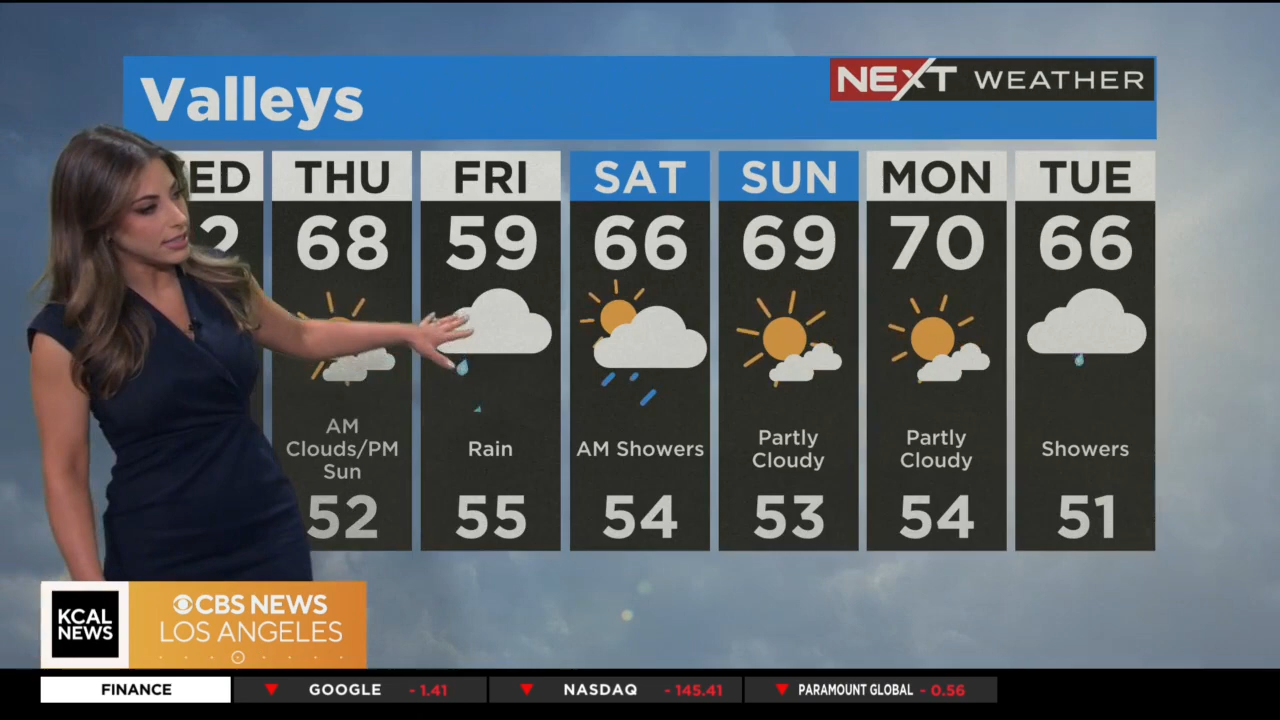 NEXT WEATHER
Valleys
ED THU FRI SAT SUN MON TUE
2 68 59 66 69 70 66
AM
Clouds/PM
Sun
Rain
AM Showers
Partly
Cloudy
Partly
Cloudy
Showers
52 55 54 53 54 51
KCAL
NEWS
CBS NEWS
LOS ANGELES
FINANCE GOOGLE - 1.41 NASDAQ - 145.41 PARAMOUNT GLOBAL - 0.56